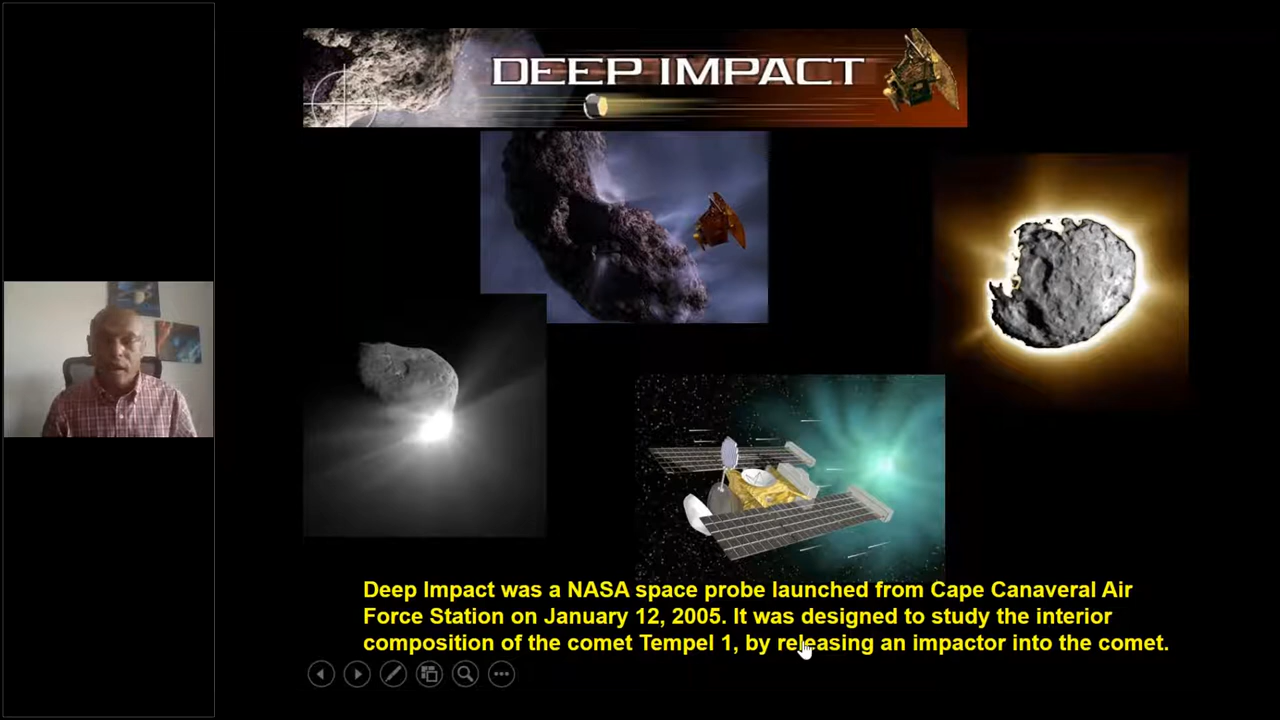 DEEP IMPACT
Deep Impact was a NASA space probe launched from Cape Canaveral Air
Force Station on January 12, 2005. It was designed to study the interior
composition of the comet Tempel 1, by releasing an impactor into the comet.